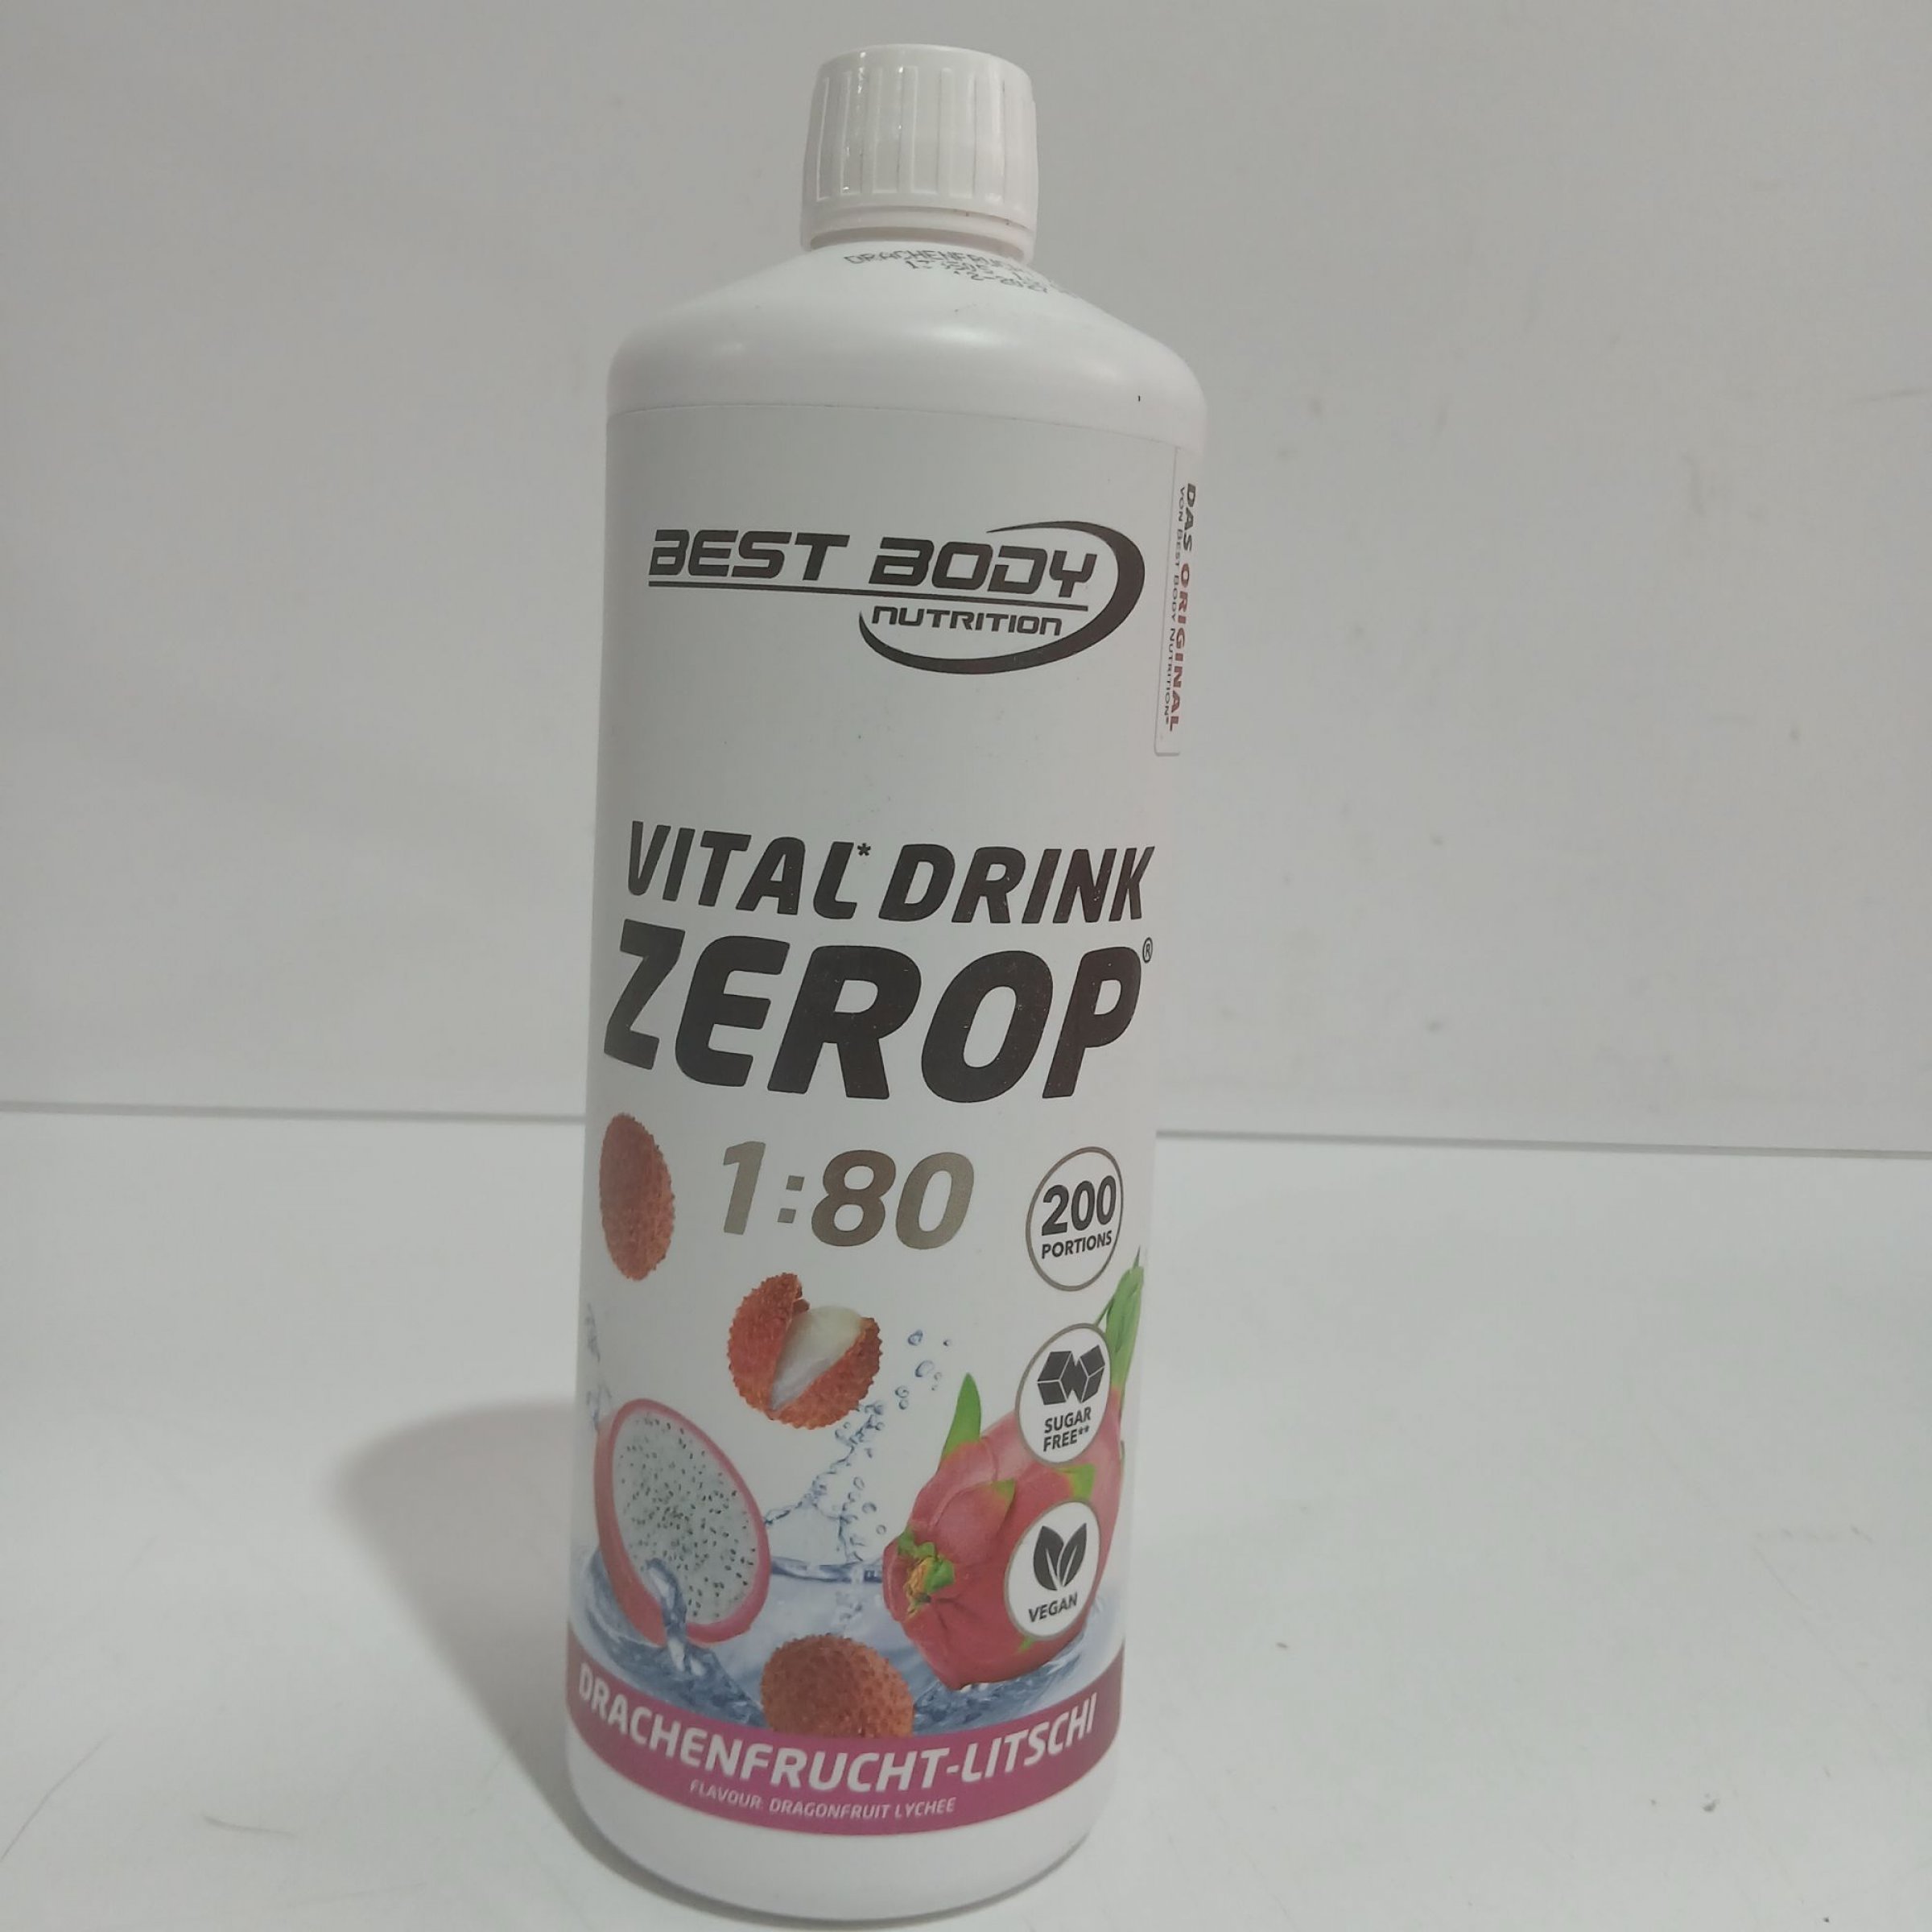 BEST BODY
NUTRITION
DAS ORIGINAL
VON BEST BODY NUTRITION®
VITAL* DRINK
ZEROP®
1:80
200
PORTIONS
SUGAR
FREE**
VEGAN
DRACHENFRUCHT-LITSCHI
FLAVOUR: DRAGONFRUIT LYCHEE